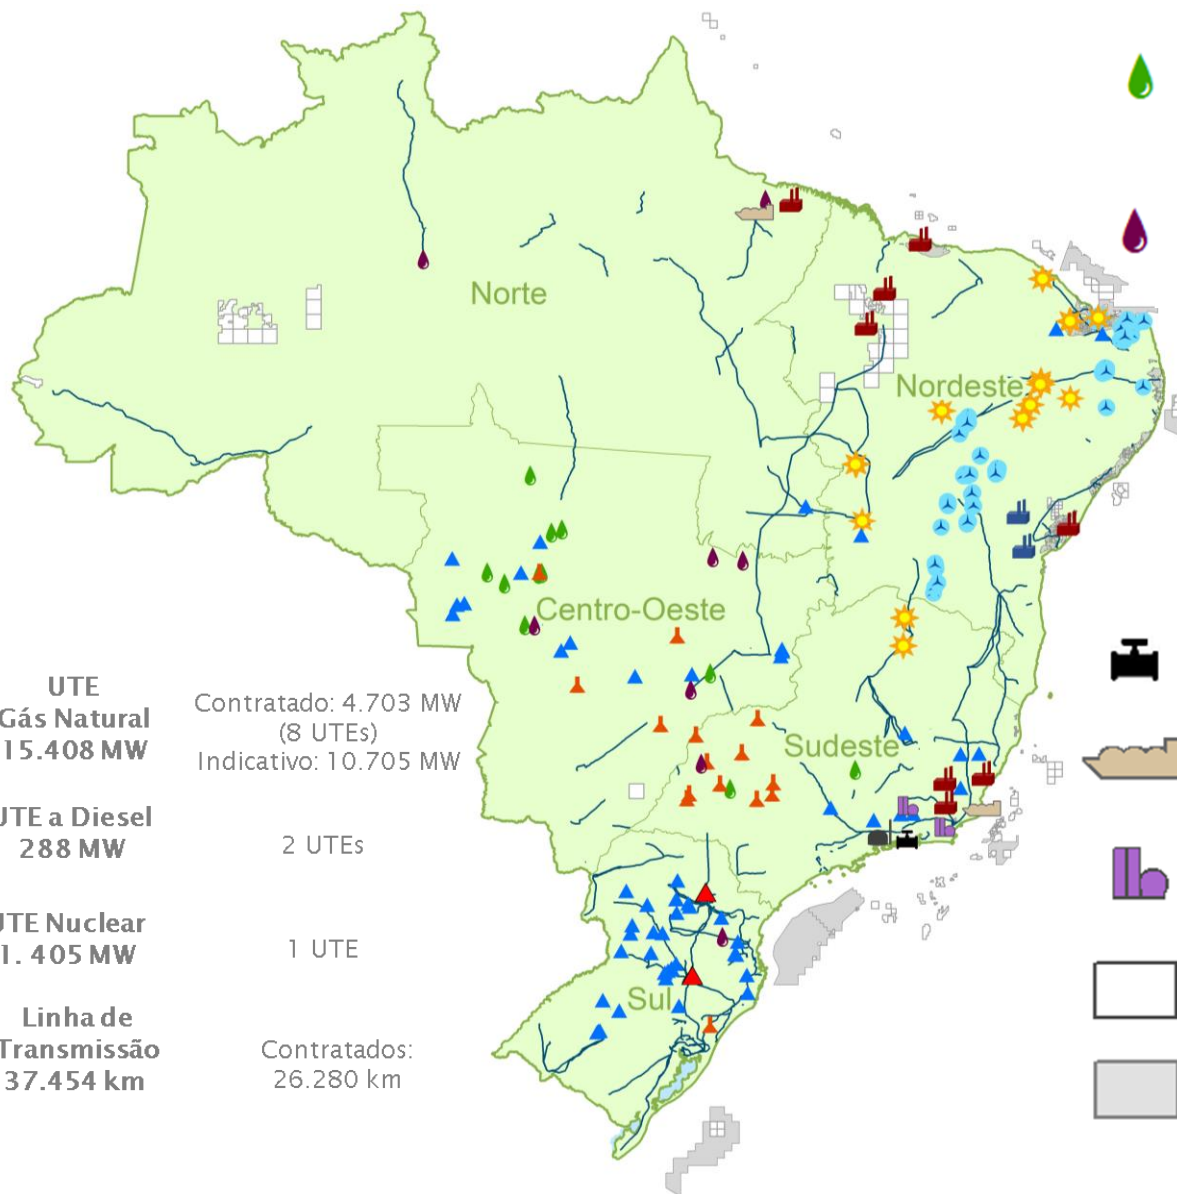 Norte
Nordeste
Centro-Oeste
Sudeste
Sul
UTE
Gás Natural
15.408 MW
Contratado: 4.703 MW
(8 UTEs)
Indicativo: 10.705 MW
UTE a Diesel
288 MW
2 UTEs
UTE Nuclear
1. 405 MW
1 UTE
Linha de
Transmissão
37.454 km
Contratados:
26.280 km